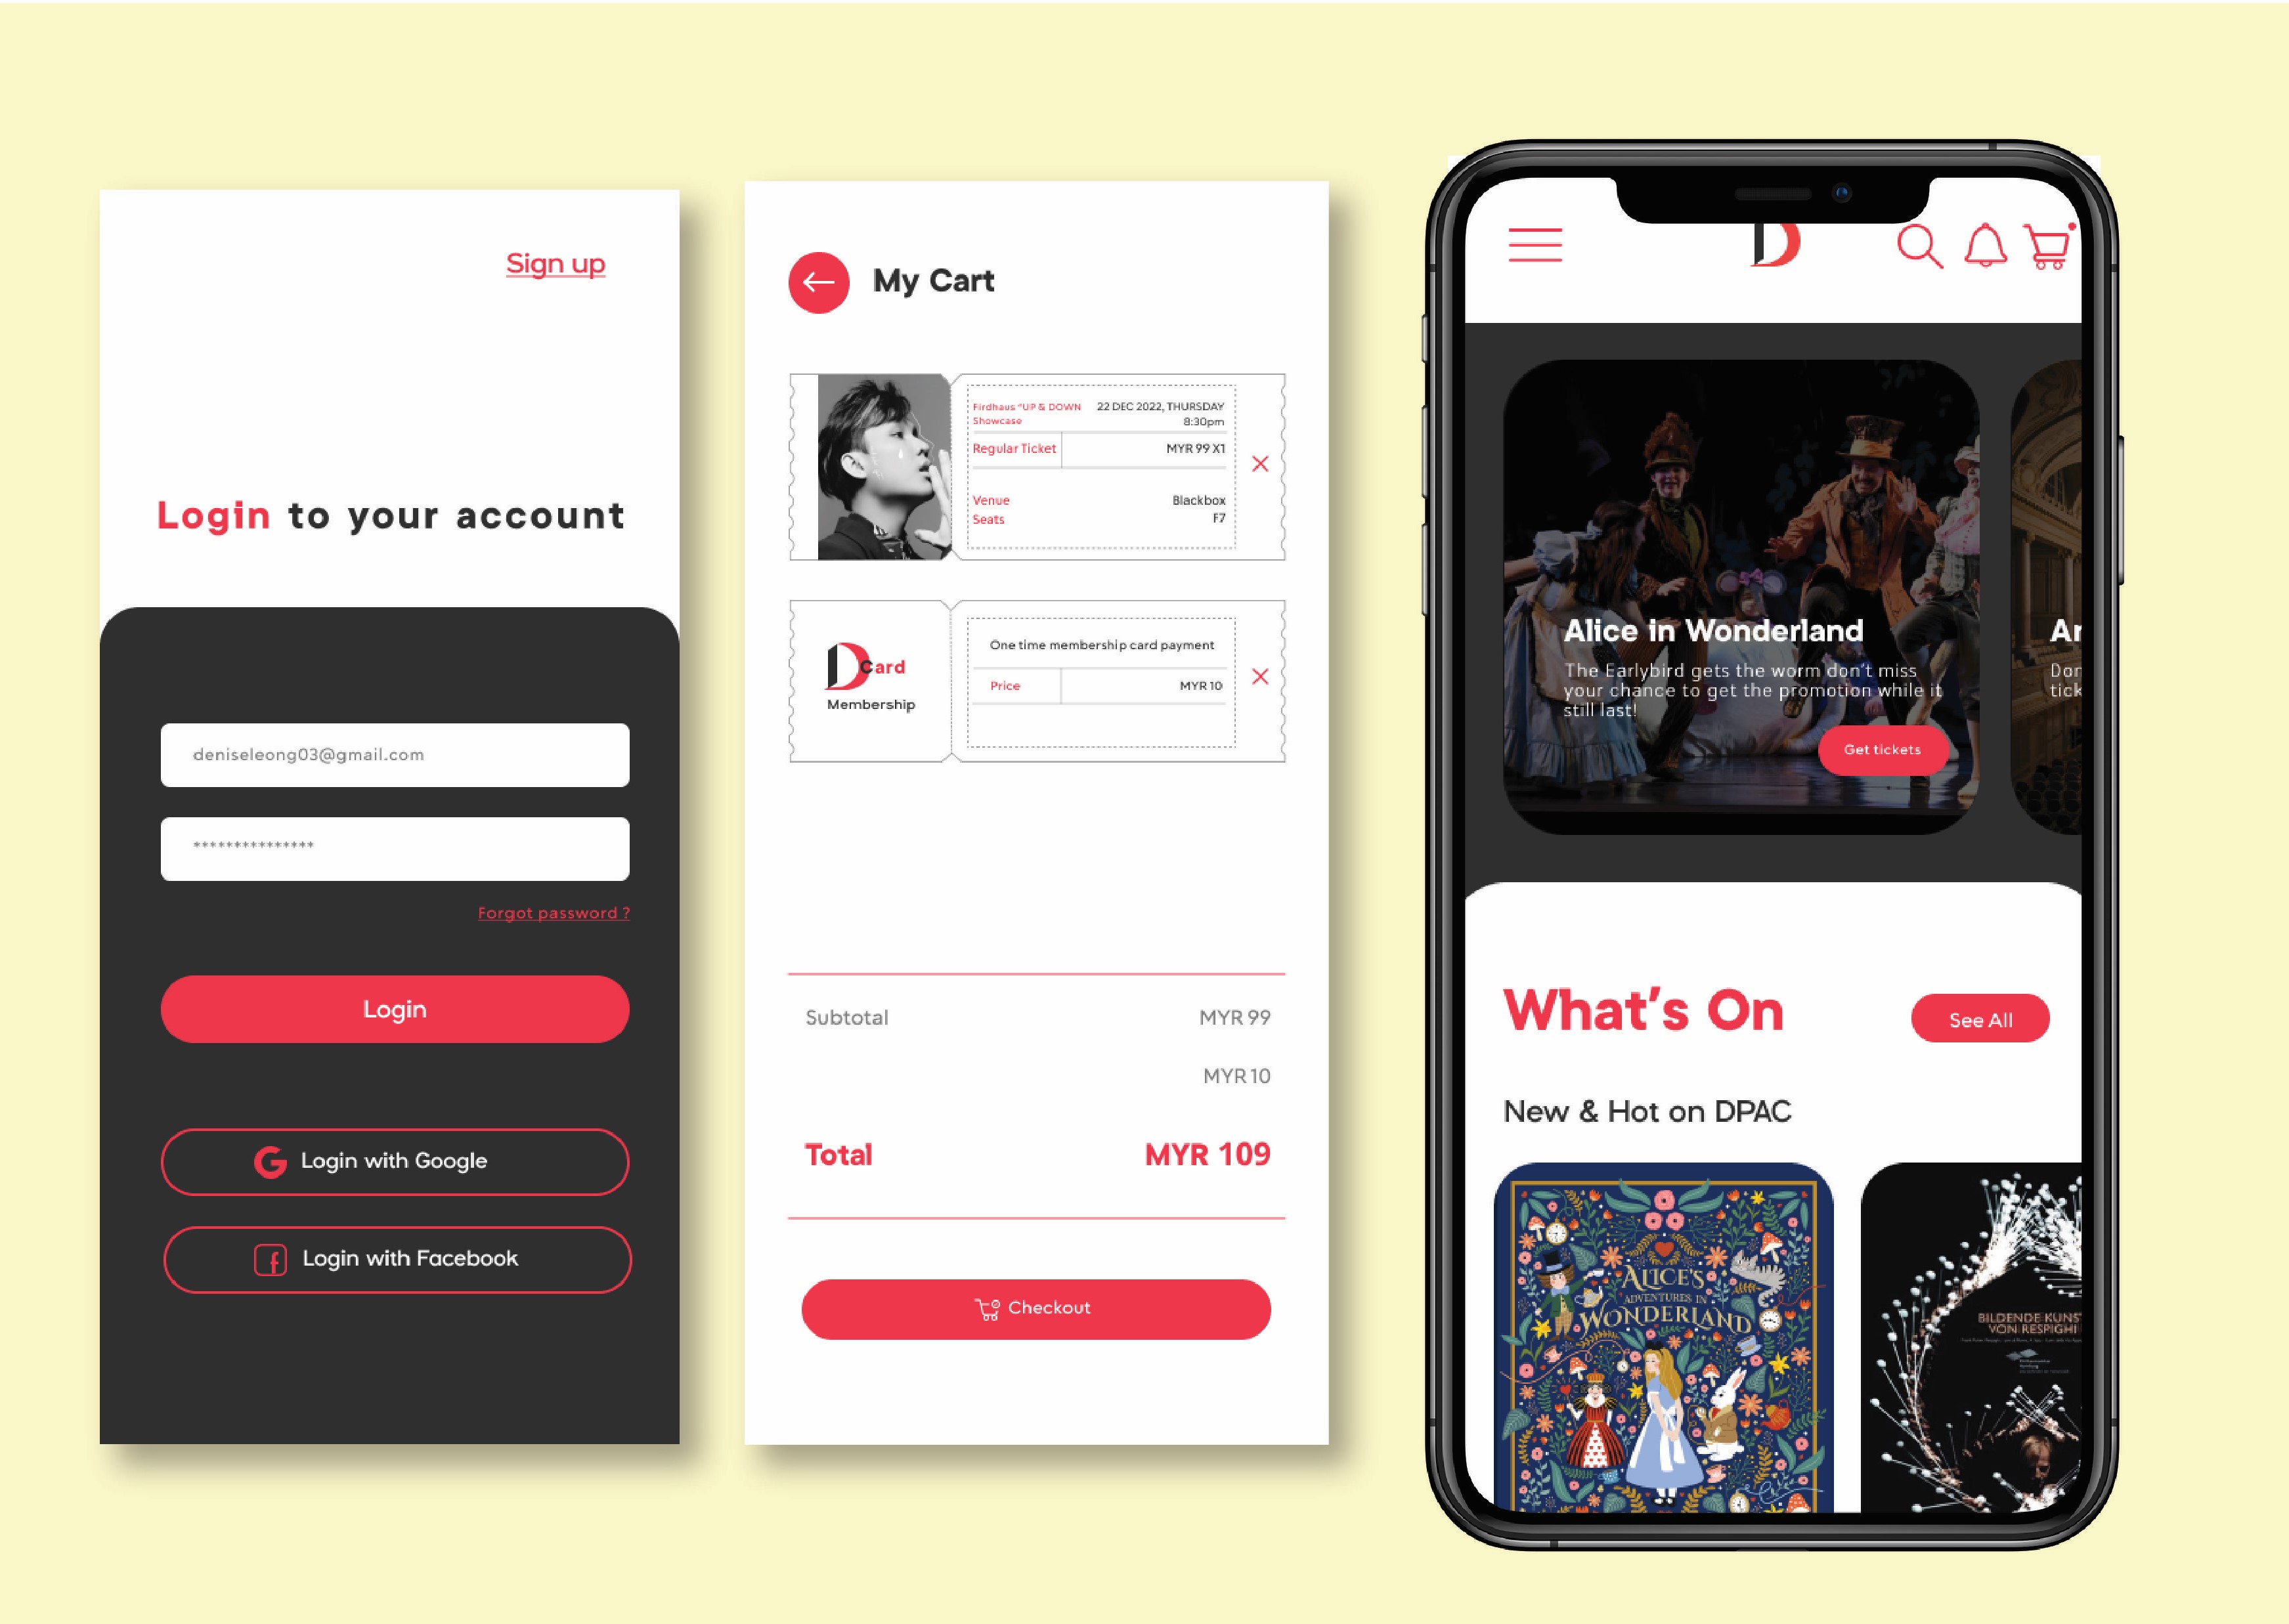 Sign up
Login to your account
deniseleong03@gmail.com
***************
Forgot password ?
Login
Login with Google
Login with Facebook
My Cart
Firdhaus "UP & DOWN
Showcase
22 DEC 2022, THURSDAY
8:30pm
Regular Ticket
MYR 99 X1
Venue
Blackbox
Seats
F7
D Card
Membership
One time membership card payment
Price
MYR 10
Subtotal
MYR 99
MYR 10
Total
MYR 109
Checkout
D
Alice in Wonderland
The Earlybird gets the worm don't miss
your chance to get the promotion while it
still last!
Get tickets
Ar
Don
tick
What's On
See All
New & Hot on DPAC
ALICE'S
ADVENTURES IN
WONDERLAND
BILDENDE KUNS
VON RESPIGHI